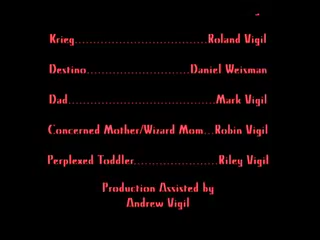 Krieg..............................Roland Vigil
Destino.......................Daniel Weisman
Dad.................................Mark Vigil
Concerned Mother/Wizard Mom...Robin Vigil
Perplexed Toddler...................Riley Vigil
Production Assisted by
Andrew Vigil